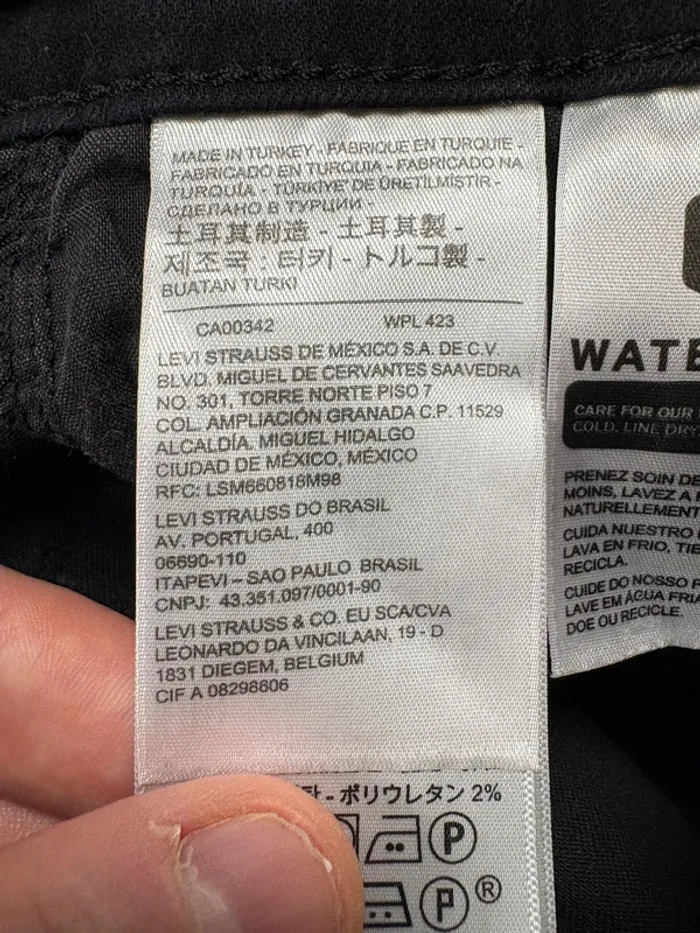 MADE IN TURKEY - FABRIQUE EN TURQUIE -
FABRICADO EN TURQUIA - FABRICADO NA
TURQUÍA - TÜRKIYE' DE ÜRETILMİŞTİR -
СДЕЛАНО В ТУРЦИИ -
土耳其制造 - 土耳其製 -
제조국 : 터키 - トルコ製 -
BUATAN TURKI
CA00342 WPL 423
LEVI STRAUSS DE MÉXICO S.A. DE C.V.
BLVD. MIGUEL DE CERVANTES SAAVEDRA
NO. 301, TORRE NORTE PISO 7
COL. AMPLIACIÓN GRANADA C.P. 11529
ALCALDÍA. MIGUEL HIDALGO
CIUDAD DE MÉXICO, MÉXICO
RFC: LSM660818M98
LEVI STRAUSS DO BRASIL
AV. PORTUGAL, 400
06690-110
ITAPEVI – SAO PAULO BRASIL
CNPJ: 43.351.097/0001-90
LEVI STRAUSS & CO. EU SCA/CVA
LEONARDO DA VINCILAAN, 19 - D
1831 DIEGEM, BELGIUM
CIF A 08298606
- ポリウレタン 2%
P
P ®
WATE
CARE FOR OUR
COLD, LINE DRY
PRENEZ SOIN DE
MOINS, LAVEZ A
NATURELLEMENT
CUIDA NUESTRO
LAVA EN FRIO, TIE
RECICLA.
CUIDE DO NOSSO
LAVE EM ÁGUA FRIA
DOE OU RECICLE.